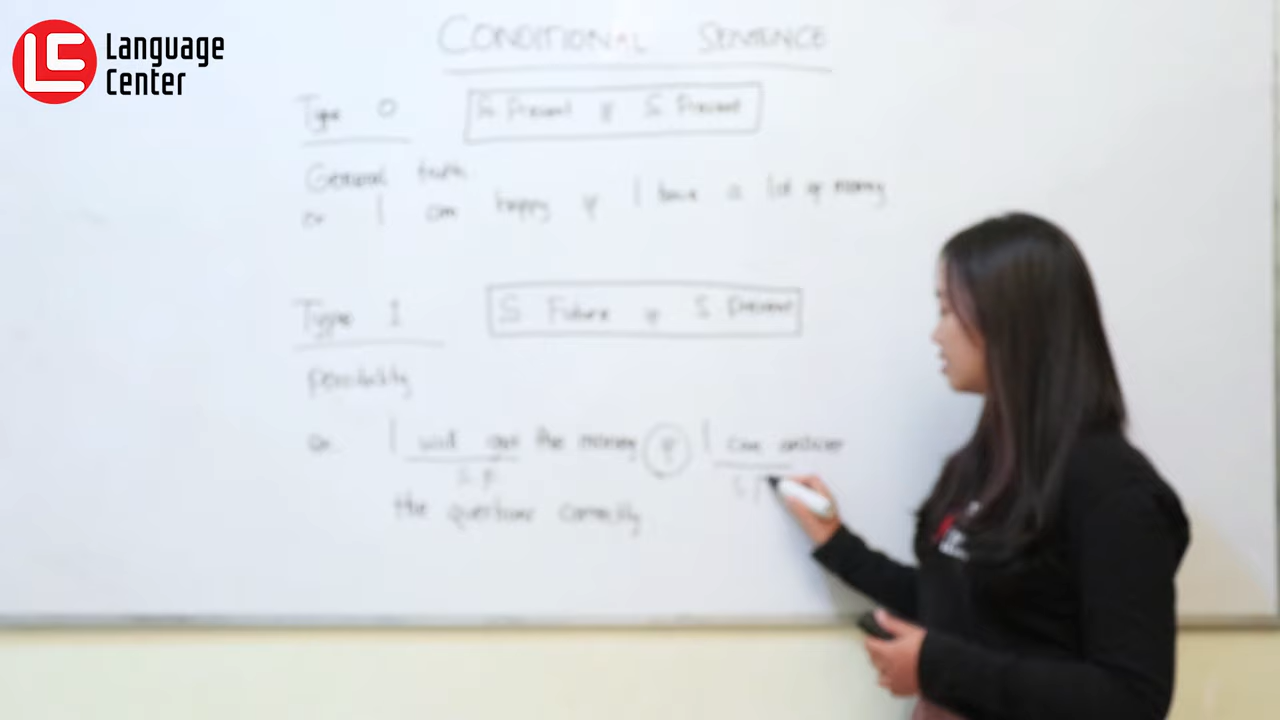 Language
Center
CONDITIONAL SENTENCE
Type 0
S. Present if S. Present
General truth
ex I am happy if I have a lot of money
Type 1
S Future if S. Present
Possibility
ex. I will get the money if I can answer
S. F
the questions correctly